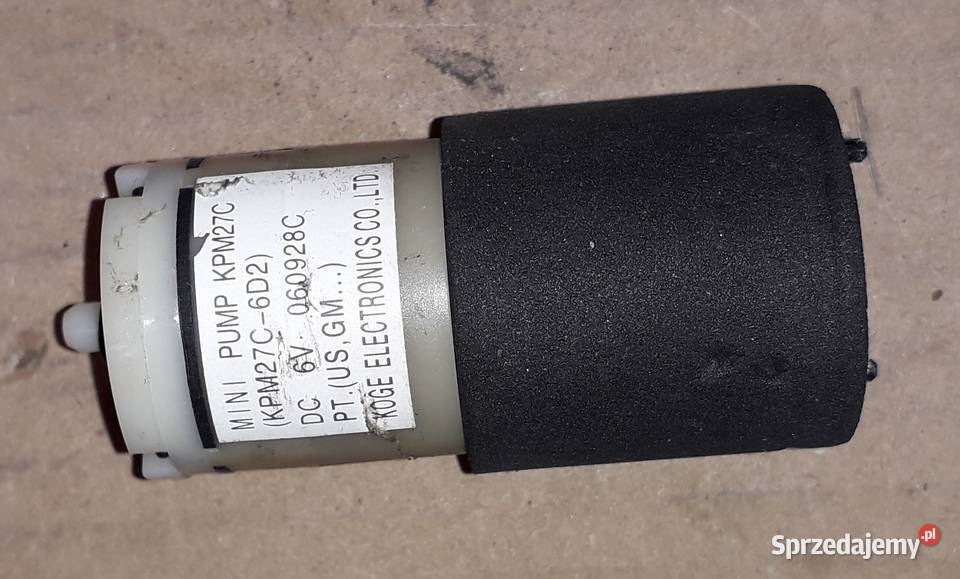 MINI PUMP KPM27C
(KPM27C-6D2)
DC 6V 060928C
PT.(US,GM...)
KOGE ELECTRONICS CO.,LTD.
Sprzedajemy.pl